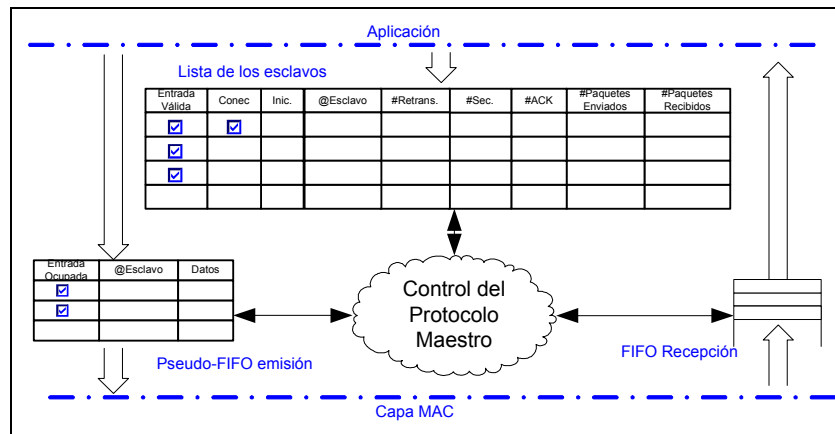 Aplicación
Lista de los esclavos
Entrada Válida Conec Inic. @Esclavo #Retrans. #Sec. #ACK #Paquetes Enviados #Paquetes Recibidos
Entrada Ocupada @Esclavo Datos
Control del
Protocolo
Maestro
Pseudo-FIFO emisión
FIFO Recepción
Capa MAC